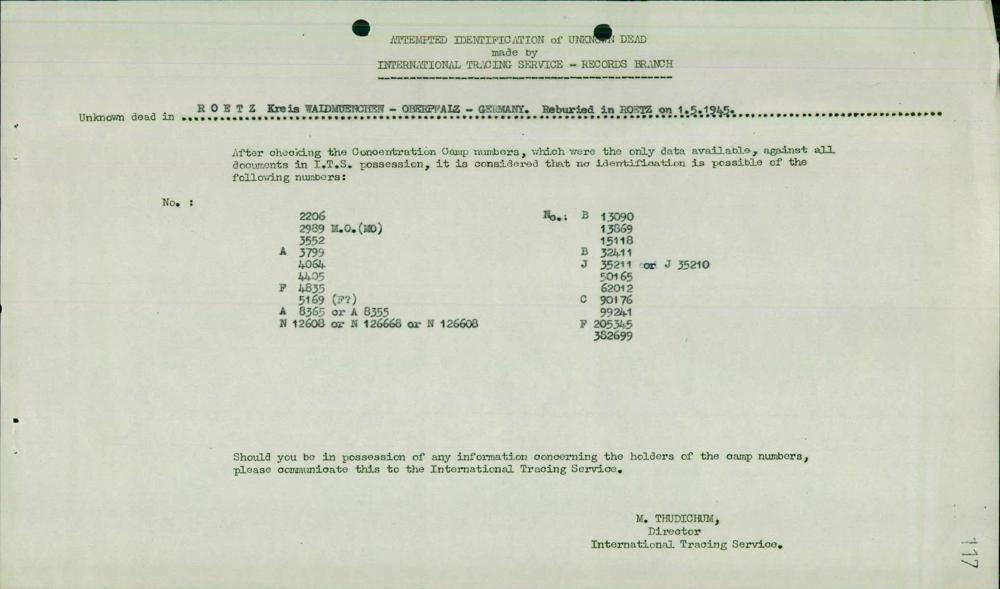 ATTEMPTED IDENTIFICATION of UNKNOWN DEAD
made by
INTERNATIONAL TRACING SERVICE - RECORDS BRANCH
Unknown dead in R O E T Z Kreis WAIDMUENCHEN - OBERPFALZ - GERMANY. Reburied in ROETZ on 1.5.1945.
After checking the Concentration Camp numbers, which were the only data available, against all
documents in I.T.S. possession, it is considered that no identification is possible of the
following numbers:
No. :
2206
2989 M.O.(MO)
3552
A 3799
4064
4405
F 4835
5169 (F?)
A 8365 or A 8355
N 12608 or N 126668 or N 126608
No.: B 13090
13869
15118
B 32411
J 35211 or J 35210
50165
62012
C 90176
99241
F 205345
382699
Should you be in possession of any information concerning the holders of the camp numbers,
please communicate this to the International Tracing Service.
M. THUDICHUM,
Director
International Tracing Service.
117